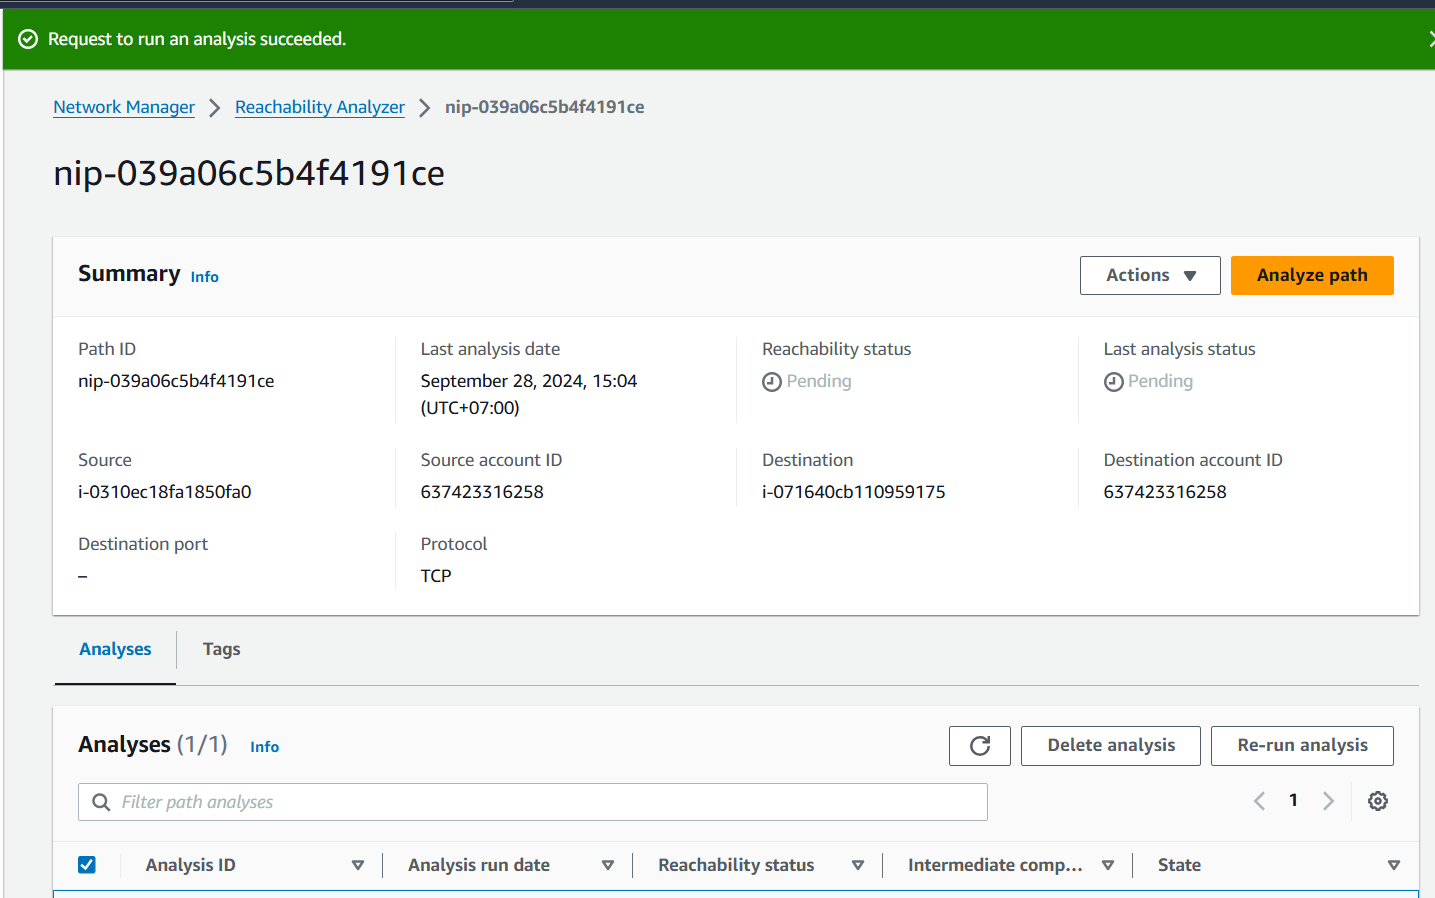 Request to run an analysis succeeded.
Network Manager > Reachability Analyzer > nip-039a06c5b4f4191ce
nip-039a06c5b4f4191ce
Summary Info
Actions
Analyze path
Path ID
nip-039a06c5b4f4191ce
Last analysis date
September 28, 2024, 15:04
(UTC+07:00)
Reachability status
Pending
Last analysis status
Pending
Source
i-0310ec18fa1850fa0
Source account ID
637423316258
Destination
i-071640cb110959175
Destination account ID
637423316258
Destination port
–
Protocol
TCP
Analyses
Tags
Analyses (1/1) Info
Delete analysis
Re-run analysis
Filter path analyses
1
Analysis ID
Analysis run date
Reachability status
Intermediate comp...
State